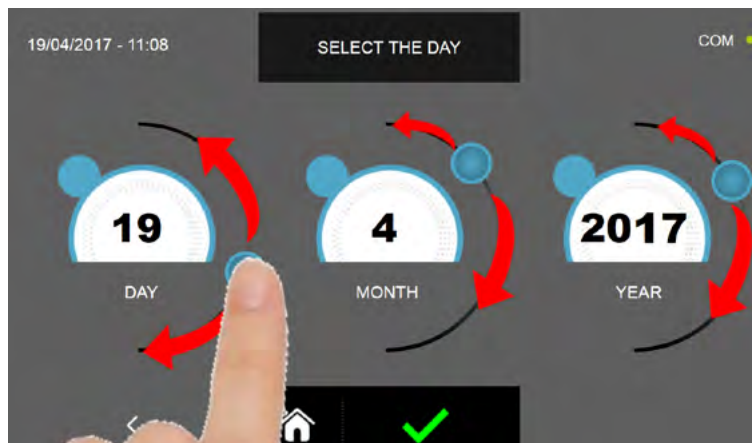 19/04/2017 - 11:08
SELECT THE DAY
COM
19
4
2017
DAY
MONTH
YEAR